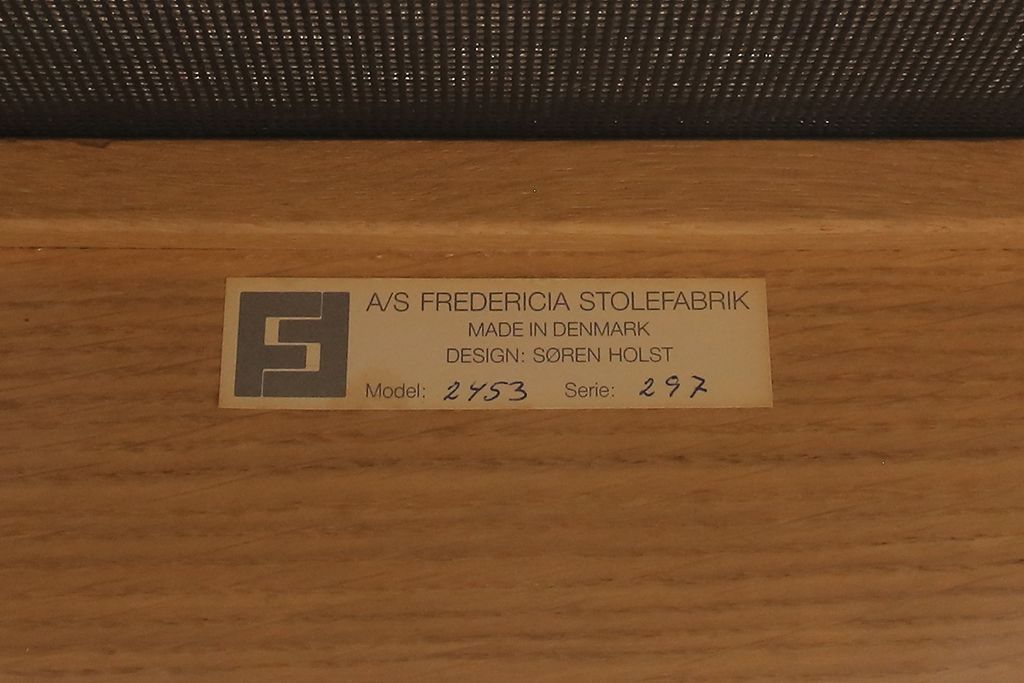 A/S FREDERICIA STOLEFABRIK
MADE IN DENMARK
DESIGN: SØREN HOLST
Model: 2453 Serie: 297